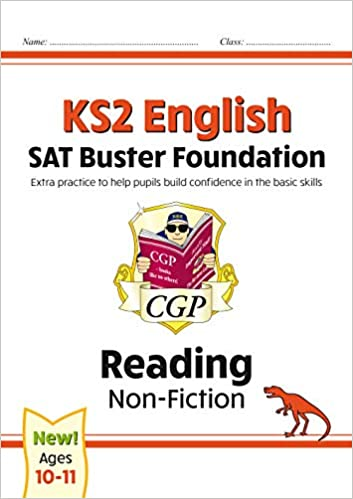 Name: ........................................ Class: ........................................
KS2 English
SAT Buster Foundation
Extra practice to help pupils build confidence in the basic skills
CGP
CGP
Reading
Non-Fiction
New!
Ages
10-11